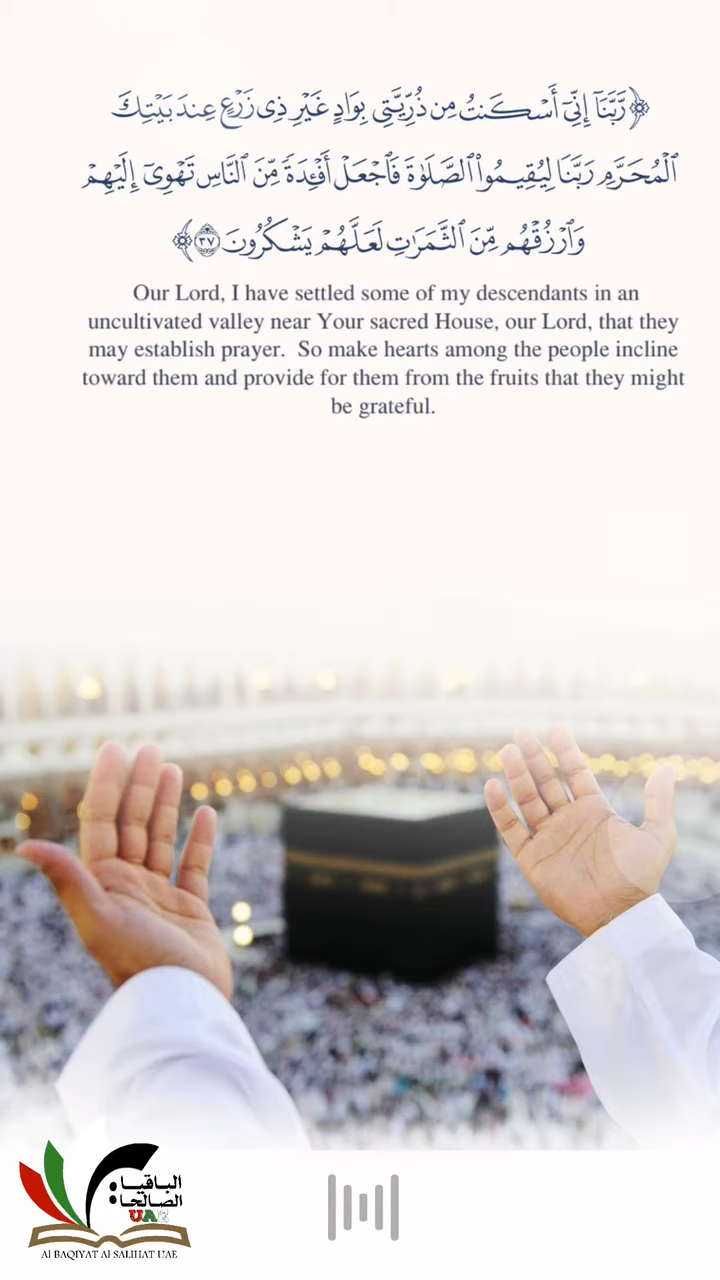 ﴿رَّبَّنَآ إِنِّيٓ أَسْكَنتُ مِن ذُرِّيَّتِي بِوَادٍ غَيْرِ ذِي زَرْعٍ عِندَ بَيْتِكَ
ٱلْمُحَرَّمِ رَبَّنَا لِيُقِيمُوا۟ ٱلصَّلَوٰةَ فَٱجْعَلْ أَفْـِٔدَةً مِّنَ ٱلنَّاسِ تَهْوِىٓ إِلَيْهِمْ
وَٱرْزُقْهُم مِّنَ ٱلثَّمَرَٰتِ لَعَلَّهُمْ يَشْكُرُونَ ٣٧﴾
Our Lord, I have settled some of my descendants in an
uncultivated valley near Your sacred House, our Lord, that they
may establish prayer.  So make hearts among the people incline
toward them and provide for them from the fruits that they might
be grateful.
الباقيا
الصالحا
UAE
Al BAQIYAT Al SALIHAT UAE